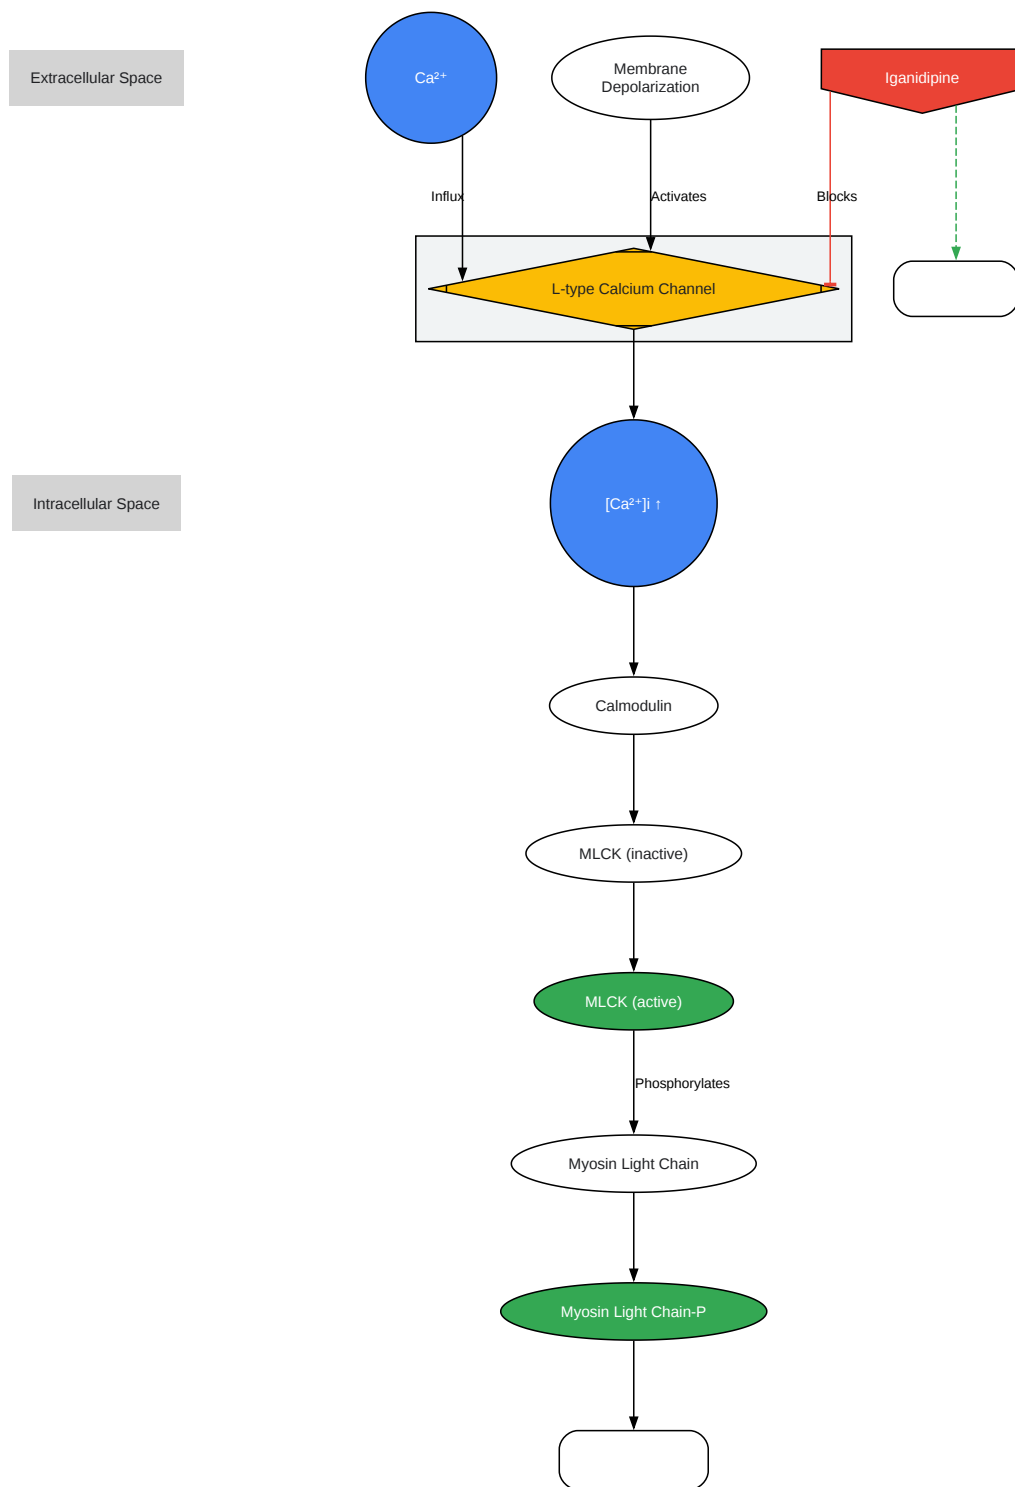 Extracellular Space
Ca²⁺
Membrane
Depolarization
Iganidipine
Influx
Activates
Blocks
L-type Calcium Channel
Intracellular Space
[Ca²⁺]i ↑
Calmodulin
MLCK (inactive)
MLCK (active)
Phosphorylates
Myosin Light Chain
Myosin Light Chain-P